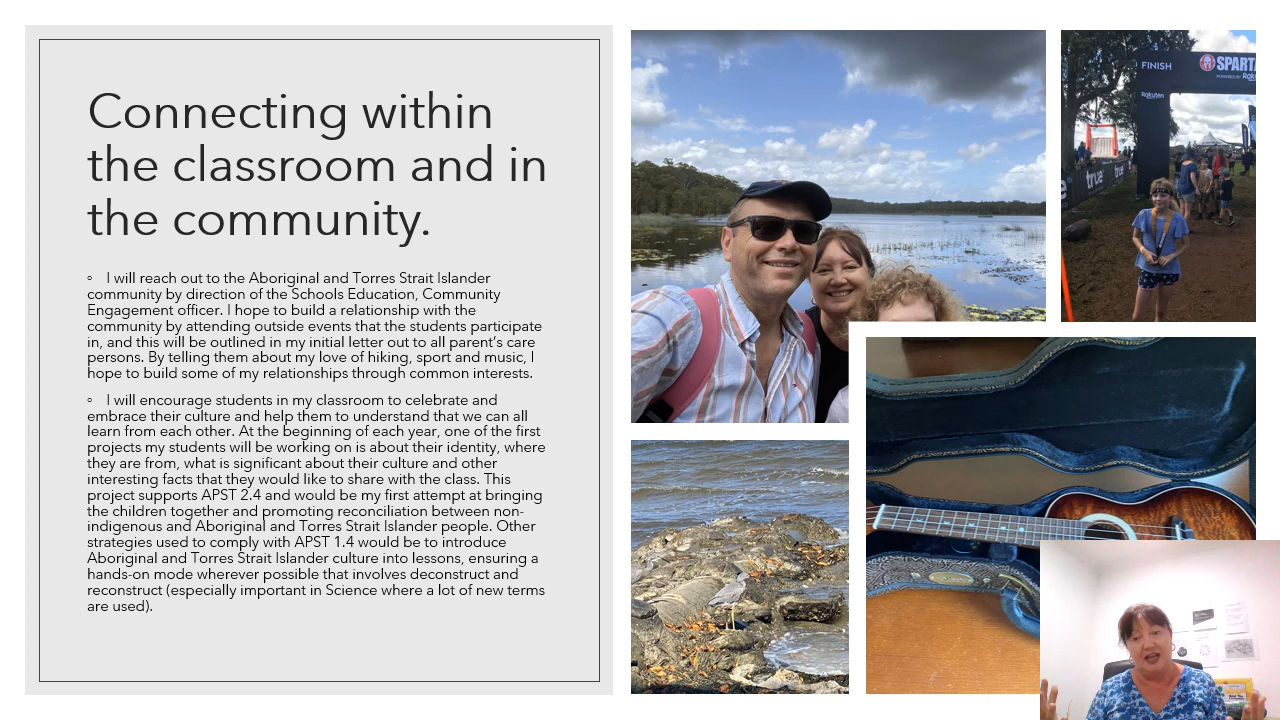 Connecting within
the classroom and in
the community.
◦ I will reach out to the Aboriginal and Torres Strait Islander
community by direction of the Schools Education, Community
Engagement officer. I hope to build a relationship with the
community by attending outside events that the students participate
in, and this will be outlined in my initial letter out to all parent’s care
persons. By telling them about my love of hiking, sport and music, I
hope to build some of my relationships through common interests.
◦ I will encourage students in my classroom to celebrate and
embrace their culture and help them to understand that we can all
learn from each other. At the beginning of each year, one of the first
projects my students will be working on is about their identity, where
they are from, what is significant about their culture and other
interesting facts that they would like to share with the class. This
project supports APST 2.4 and would be my first attempt at bringing
the children together and promoting reconciliation between non-
indigenous and Aboriginal and Torres Strait Islander people. Other
strategies used to comply with APST 1.4 would be to introduce
Aboriginal and Torres Strait Islander culture into lessons, ensuring a
hands-on mode wherever possible that involves deconstruct and
reconstruct (especially important in Science where a lot of new terms
are used).
FINISH
SPARTA
POWERED BY Raku
Rakuten
true
true